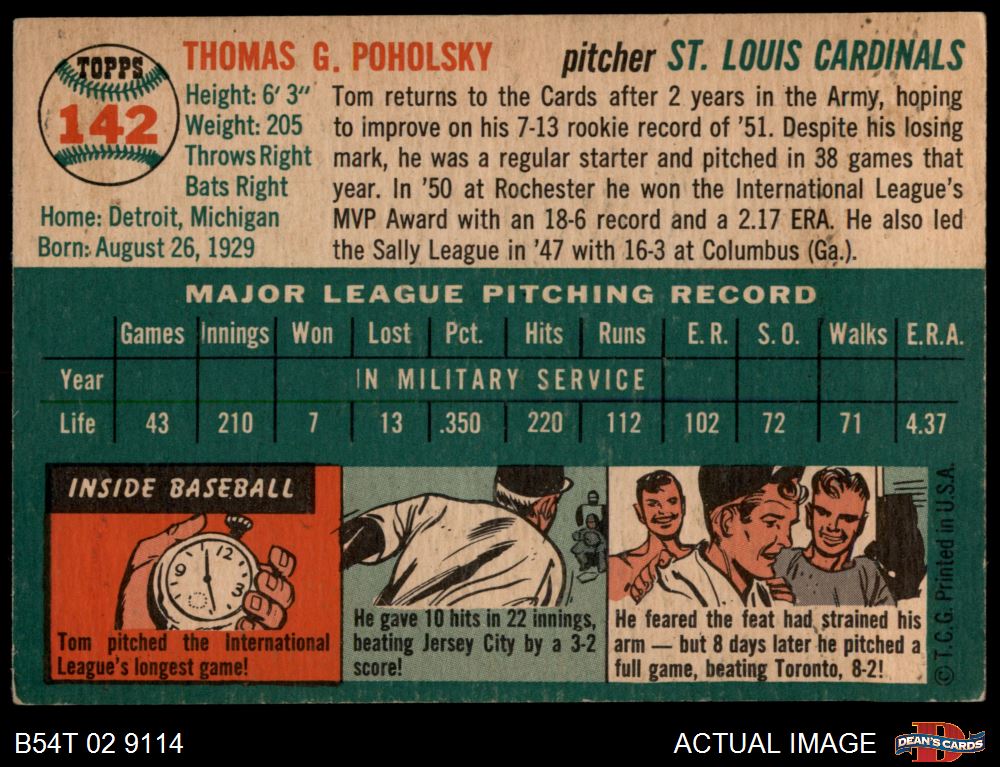 TOPPS
142
THOMAS G. POHOLSKY
pitcher ST. LOUIS CARDINALS
Height: 6' 3"
Weight: 205
Throws Right
Bats Right
Home: Detroit, Michigan
Born: August 26, 1929
Tom returns to the Cards after 2 years in the Army, hoping
to improve on his 7-13 rookie record of '51. Despite his losing
mark, he was a regular starter and pitched in 38 games that
year. In '50 at Rochester he won the International League's
MVP Award with an 18-6 record and a 2.17 ERA. He also led
the Sally League in '47 with 16-3 at Columbus (Ga.).
MAJOR LEAGUE PITCHING RECORD
Games Innings Won Lost Pct. Hits Runs E.R. S.O. Walks E.R.A.
Year IN MILITARY SERVICE
Life 43 210 7 13 .350 220 112 102 72 71 4.37
INSIDE BASEBALL
12
9
3
Tom pitched the International
League's longest game!
He gave 10 hits in 22 innings,
beating Jersey City by a 3-2
score!
He feared the feat had strained his
arm — but 8 days later he pitched a
full game, beating Toronto, 8-2!
© T.C.G. Printed in U.S.A.
B54T 02 9114
ACTUAL IMAGE
DEAN'S CARDS